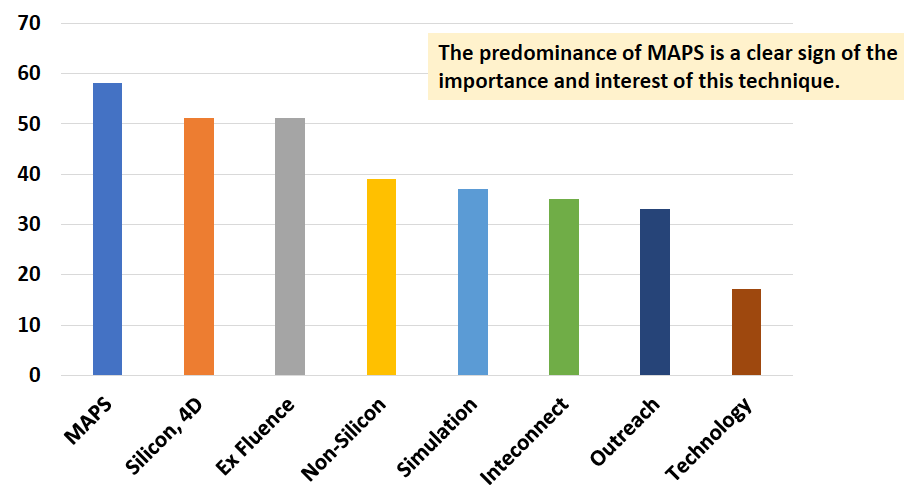 70
The predominance of MAPS is a clear sign of the
importance and interest of this technique.
60
50
40
30
20
10
0
MAPS
Silicon, 4D
Ex Fluence
Non-Silicon
Simulation
Inteconnect
Outreach
Technology